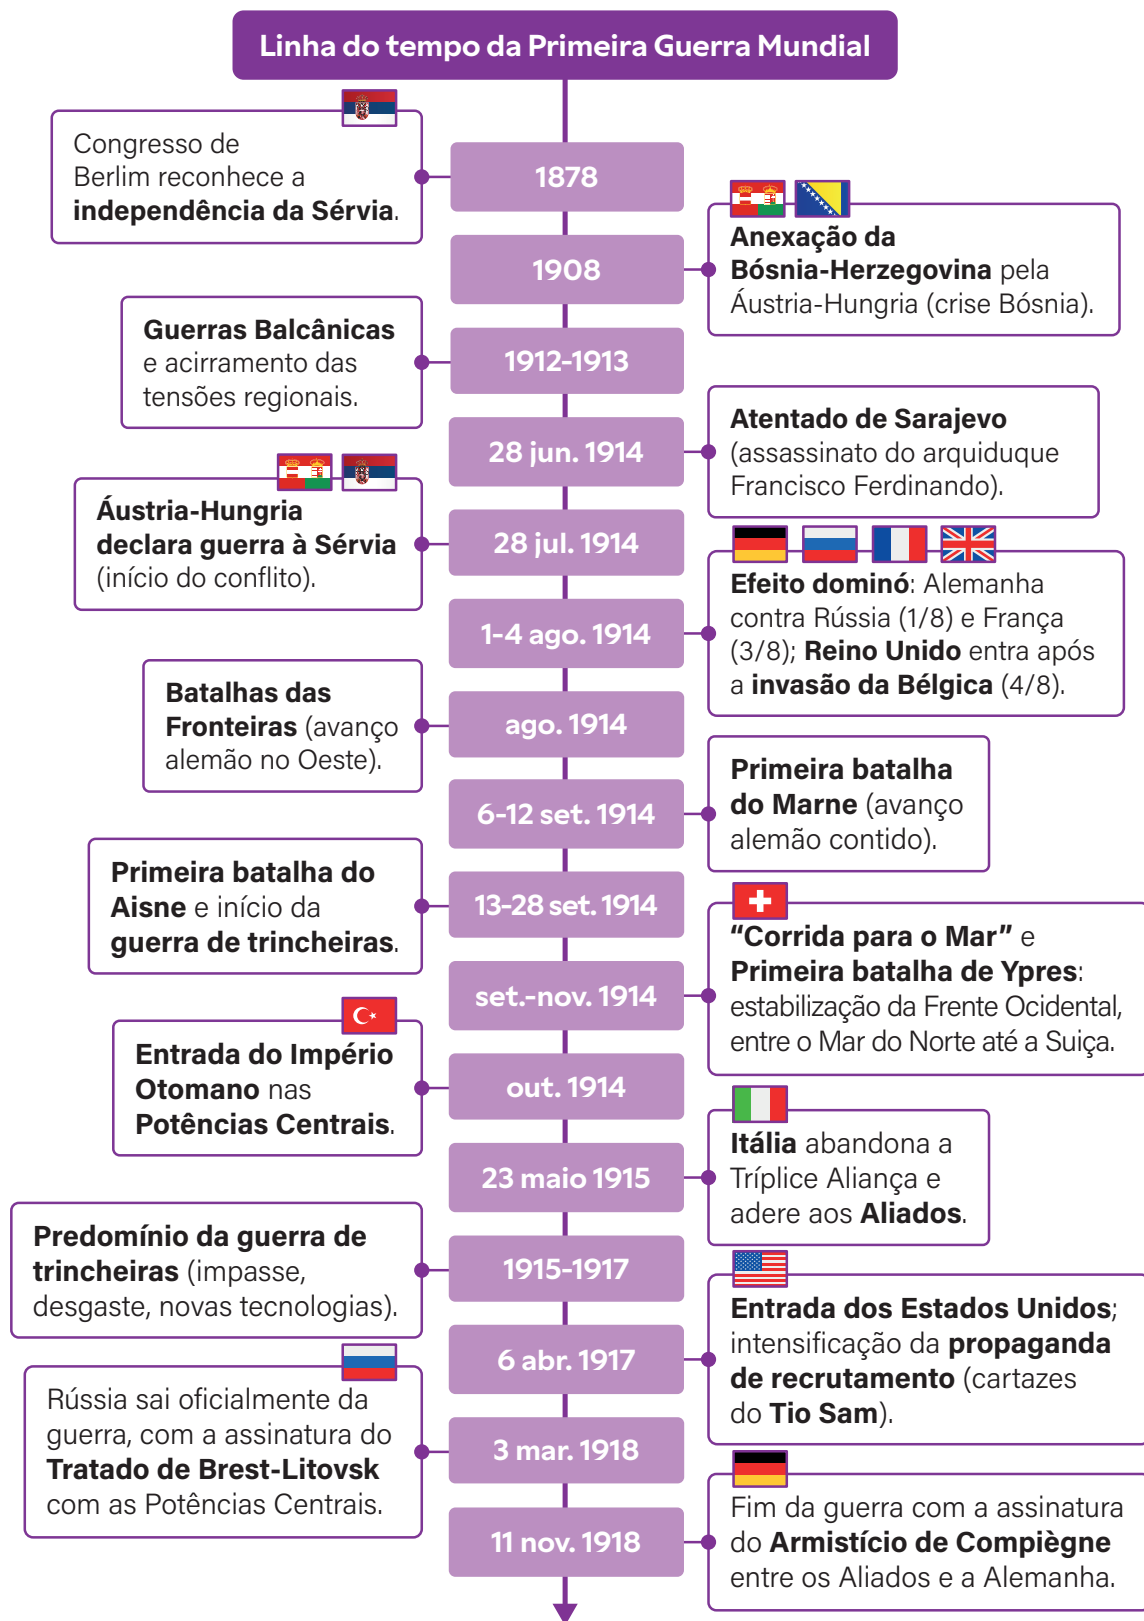 Linha do tempo da Primeira Guerra Mundial
Congresso de
Berlim reconhece a
independência da Sérvia.
1878
1908
Anexação da
Bósnia-Herzegovina pela
Áustria-Hungria (crise Bósnia).
Guerras Balcânicas
e acirramento das
tensões regionais.
1912-1913
28 jun. 1914
Atentado de Sarajevo
(assassinato do arquiduque
Francisco Ferdinando).
Áustria-Hungria
declara guerra à Sérvia
(início do conflito).
28 jul. 1914
1-4 ago. 1914
Efeito dominó: Alemanha
contra Rússia (1/8) e França
(3/8); Reino Unido entra após
a invasão da Bélgica (4/8).
Batalhas das
Fronteiras (avanço
alemão no Oeste).
ago. 1914
6-12 set. 1914
Primeira batalha
do Marne (avanço
alemão contido).
Primeira batalha do
Aisne e início da
guerra de trincheiras.
13-28 set. 1914
set.-nov. 1914
“Corrida para o Mar” e
Primeira batalha de Ypres:
estabilização da Frente Ocidental,
entre o Mar do Norte até a Suiça.
Entrada do Império
Otomano nas
Potências Centrais.
out. 1914
23 maio 1915
Itália abandona a
Tríplice Aliança e
adere aos Aliados.
Predomínio da guerra de
trincheiras (impasse,
desgaste, novas tecnologias).
1915-1917
6 abr. 1917
Entrada dos Estados Unidos;
intensificação da propaganda
de recrutamento (cartazes
do Tio Sam).
Rússia sai oficialmente da
guerra, com a assinatura do
Tratado de Brest-Litovsk
com as Potências Centrais.
3 mar. 1918
11 nov. 1918
Fim da guerra com a assinatura
do Armistício de Compiègne
entre os Aliados e a Alemanha.